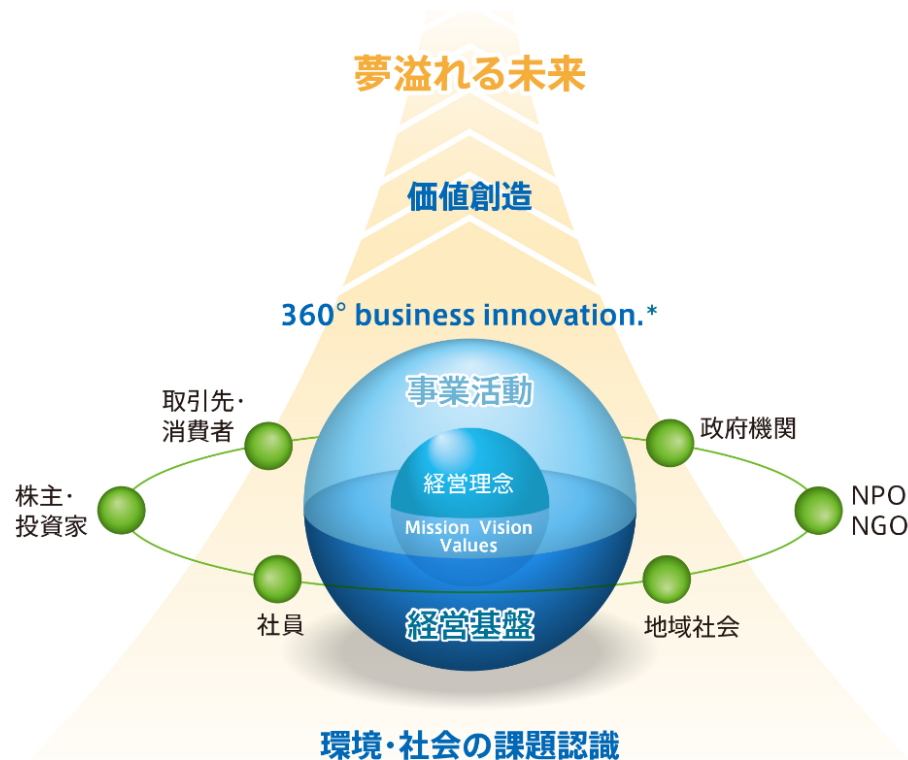 夢溢れる未来
価値創造
360° business innovation.*
事業活動
取引先・
消費者
政府機関
株主・
投資家
経営理念
Mission Vision
Values
NPO
NGO
社員
経営基盤
地域社会
環境・社会の課題認識